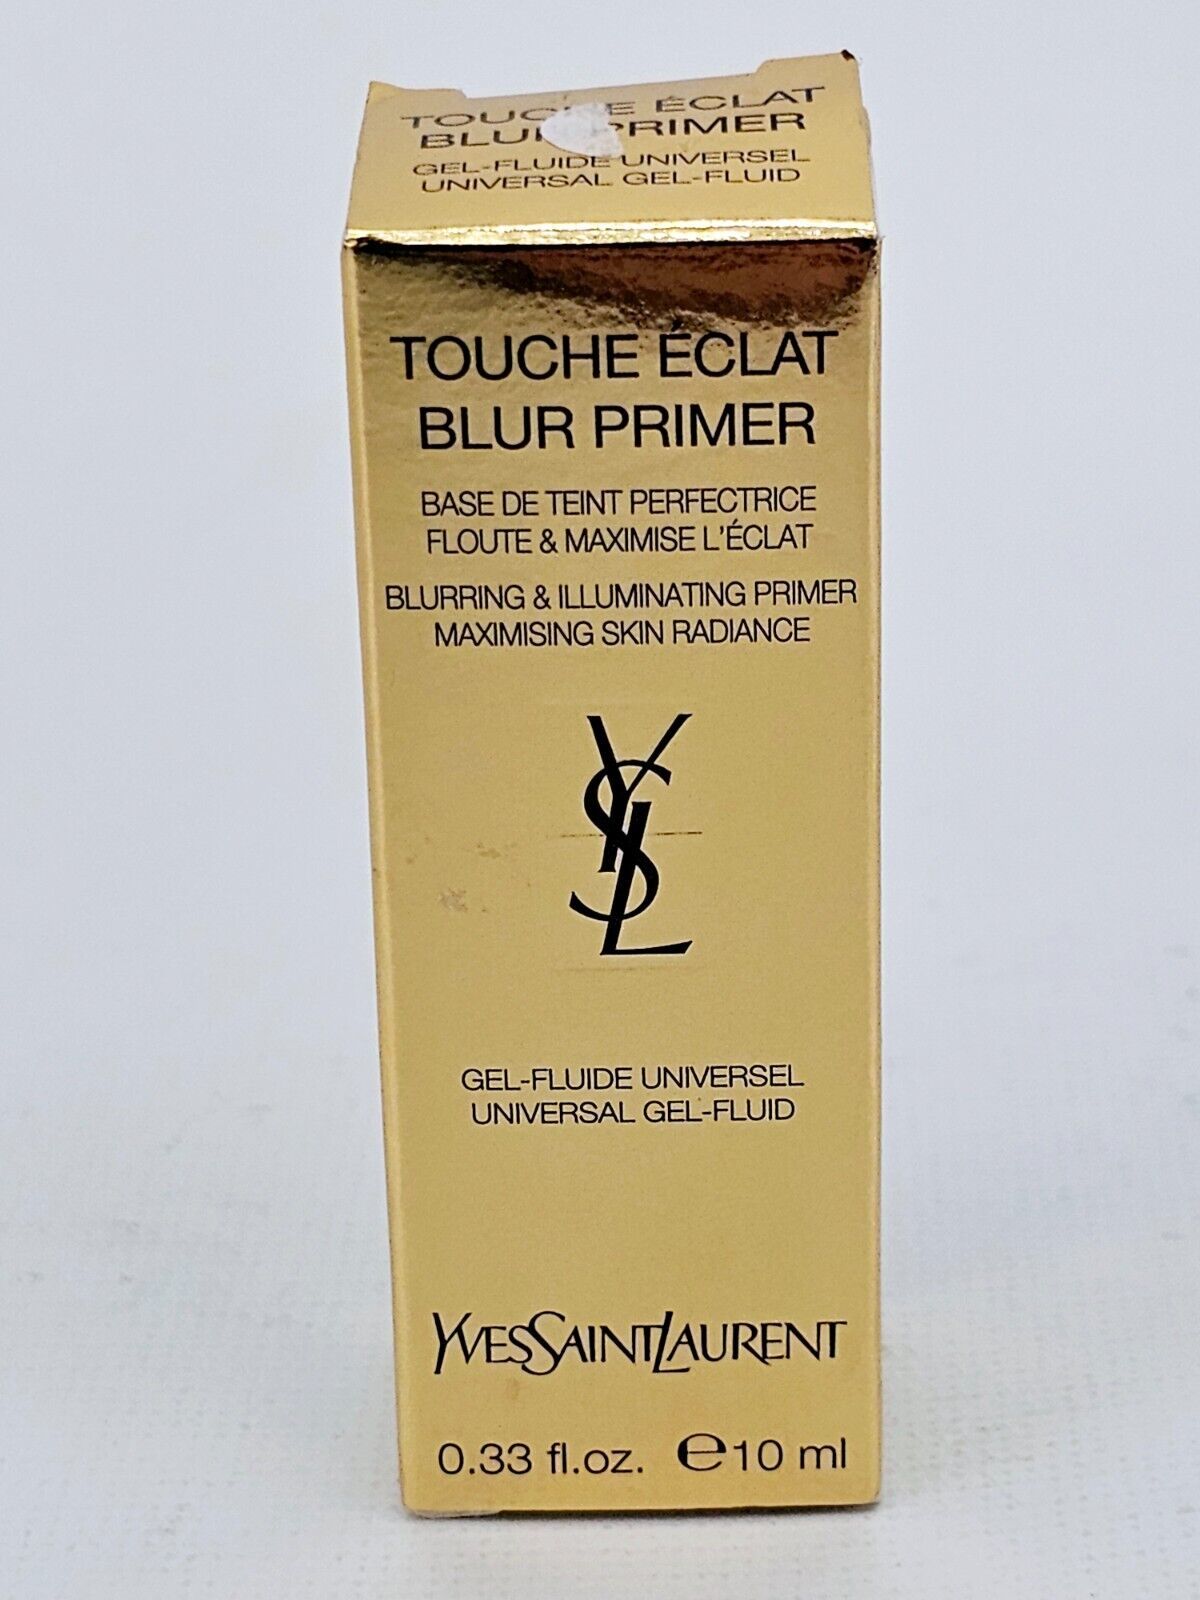 ÉCLAT
PRIMER
GEL-FLUIDE UNIVERSEL
UNIVERSAL GEL-FLUID
TOUCHE ÉCLAT
BLUR PRIMER
BASE DE TEINT PERFECTRICE
FLOUTE & MAXIMISE L'ÉCLAT
BLURRING & ILLUMINATING PRIMER
MAXIMISING SKIN RADIANCE
YSL
GEL-FLUIDE UNIVERSEL
UNIVERSAL GEL-FLUID
YVESSAINTLAURENT
0.33 fl.oz. ℮10 ml